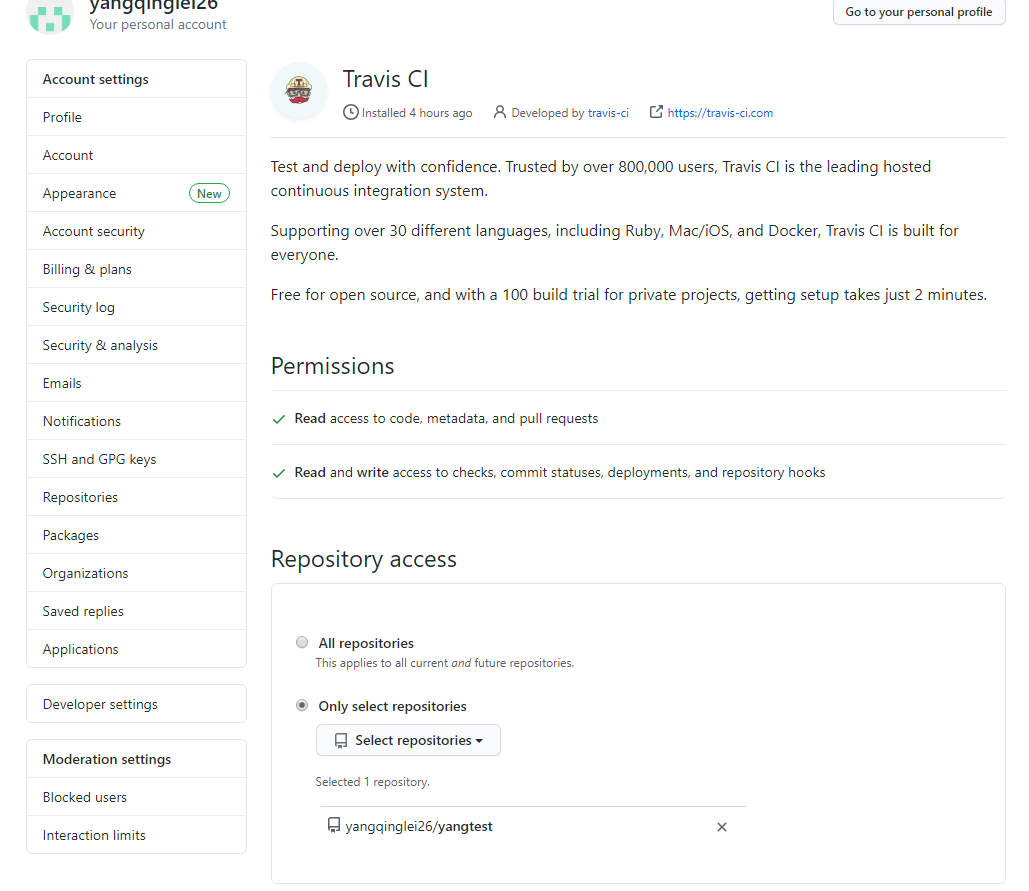 yangqinglei26
Your personal account
Go to your personal profile
Account settings
Profile
Account
Appearance New
Account security
Billing & plans
Security log
Security & analysis
Emails
Notifications
SSH and GPG keys
Repositories
Packages
Organizations
Saved replies
Applications
Developer settings
Moderation settings
Blocked users
Interaction limits
Travis CI
Installed 4 hours ago Developed by travis-ci https://travis-ci.com
Test and deploy with confidence. Trusted by over 800,000 users, Travis CI is the leading hosted
continuous integration system.
Supporting over 30 different languages, including Ruby, Mac/iOS, and Docker, Travis CI is built for
everyone.
Free for open source, and with a 100 build trial for private projects, getting setup takes just 2 minutes.
Permissions
Read access to code, metadata, and pull requests
Read and write access to checks, commit statuses, deployments, and repository hooks
Repository access
All repositories
This applies to all current and future repositories.
Only select repositories
Select repositories
Selected 1 repository.
yangqinglei26/yangtest